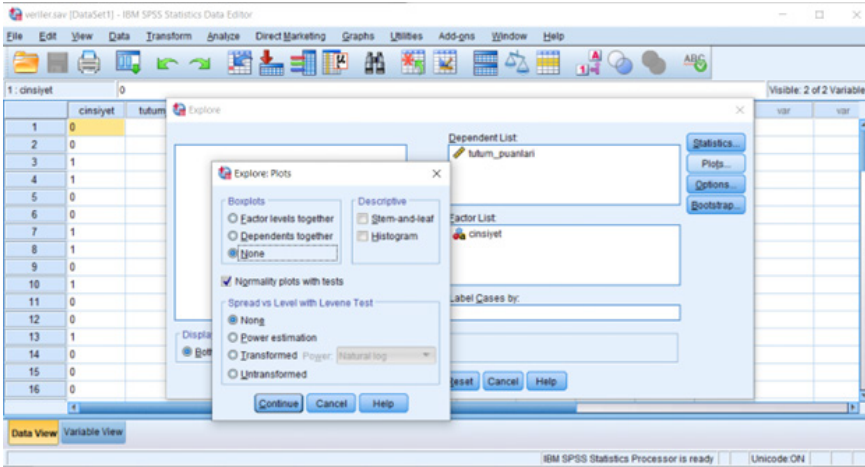 veriler.sav [DataSet1] - IBM SPSS Statistics Data Editor
File Edit View Data Transform Analyze Direct Marketing Graphs Utilities Add-ons Window Help
1 : cinsiyet 0 Visible: 2 of 2 Variable
cinsiyet tutum var var
1 0
2 0
3 1
4 1
5 0
6 0
7 1
8 1
9 0
10 1
11 0
12 0
13 1
14 0
15 0
16 0
Explore
Dependent List:
tutum_puanlari
Factor List:
cinsiyet
Label Cases by:
Statistics...
Plots...
Options...
Bootstrap...
Displa
Bot
Reset Cancel Help
Explore: Plots
Boxplots
Factor levels together
Dependents together
None
Descriptive
Stem-and-leaf
Histogram
Normality plots with tests
Spread vs Level with Levene Test
None
Power estimation
Transformed Power: Natural log
Untransformed
Continue Cancel Help
Data View Variable View
IBM SPSS Statistics Processor is ready Unicode:ON